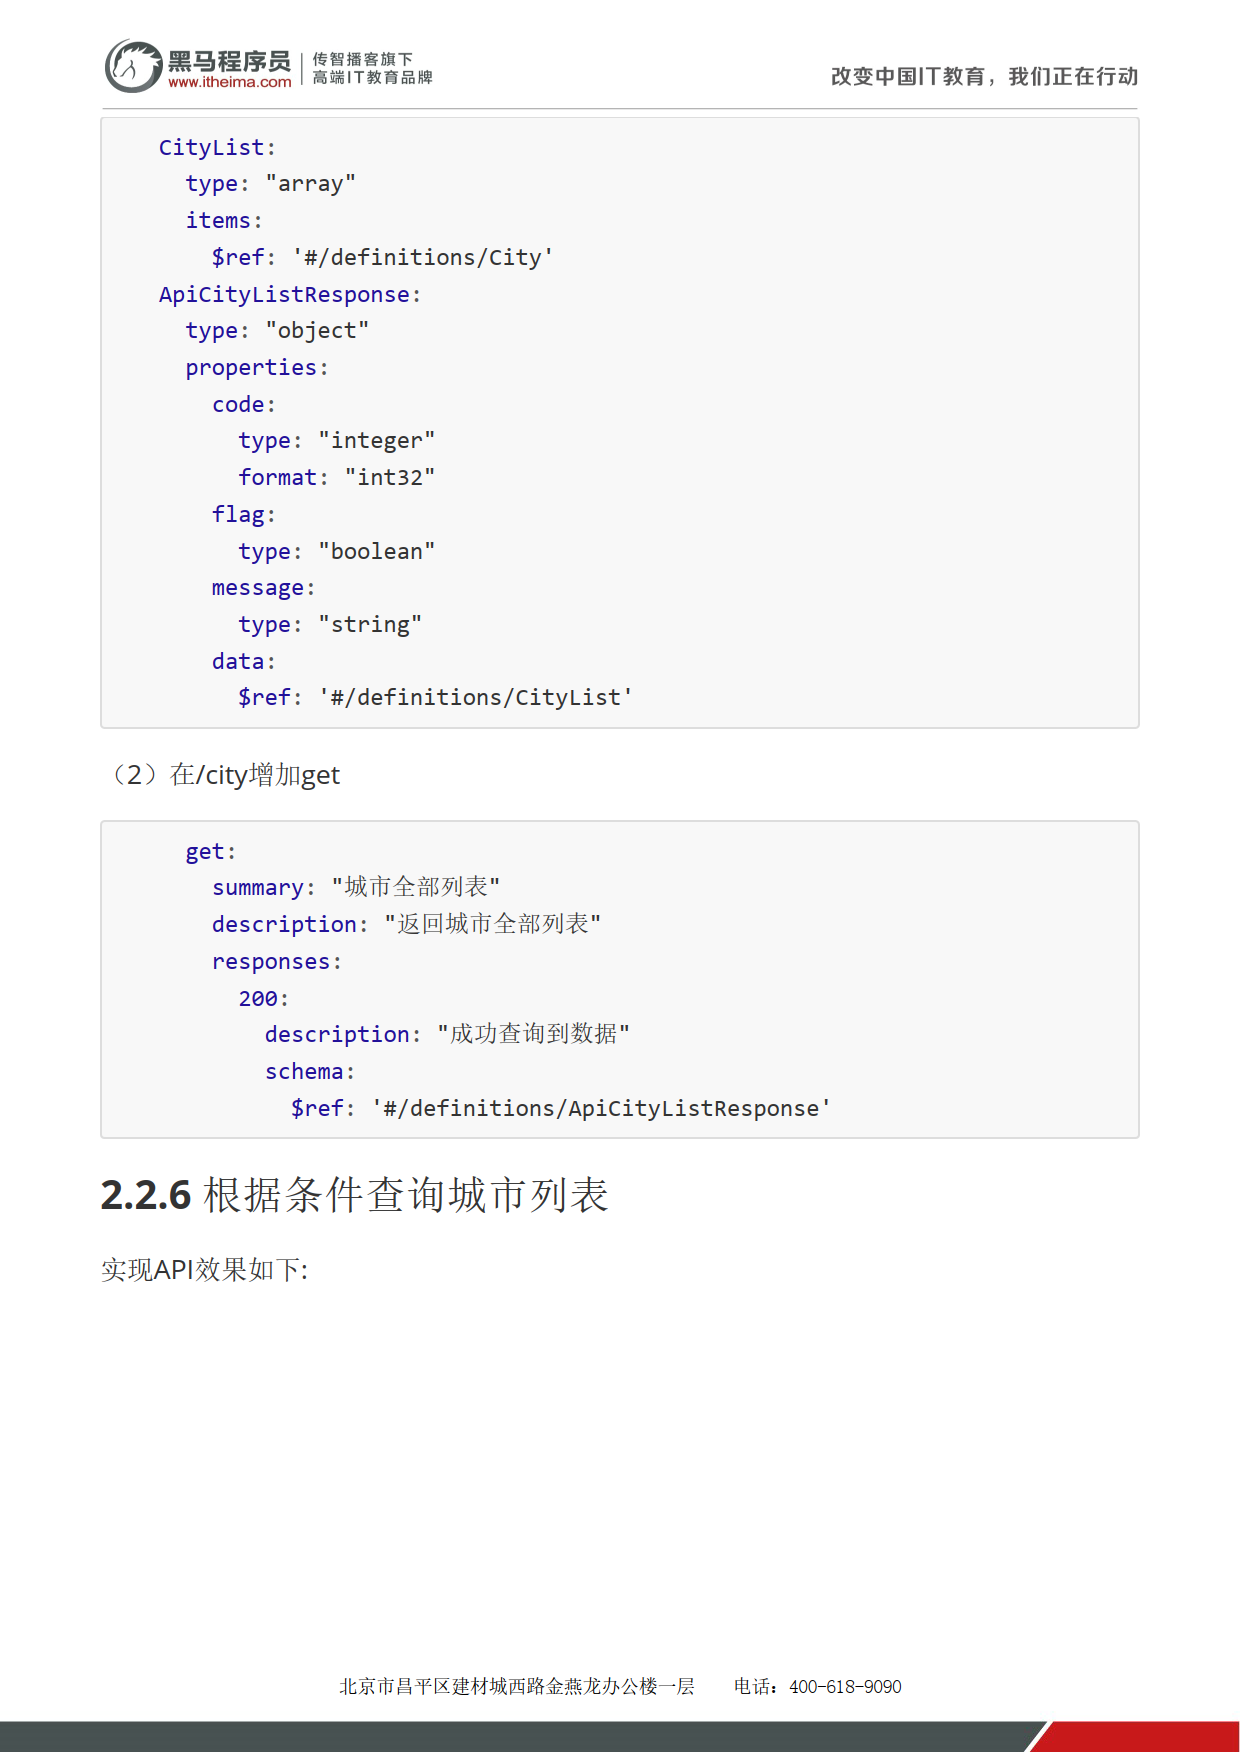 黑马程序员
www.itheima.com
传智播客旗下
高端IT教育品牌
改变中国IT教育，我们正在行动
CityList:
  type: "array"
  items:
    $ref: '#/definitions/City'
ApiCityListResponse:
  type: "object"
  properties:
    code:
      type: "integer"
      format: "int32"
    flag:
      type: "boolean"
    message:
      type: "string"
    data:
      $ref: '#/definitions/CityList'
（2）在/city增加get
get:
  summary: "城市全部列表"
  description: "返回城市全部列表"
  responses:
    200:
      description: "成功查询到数据"
      schema:
        $ref: '#/definitions/ApiCityListResponse'
2.2.6 根据条件查询城市列表
实现API效果如下:
北京市昌平区建材城西路金燕龙办公楼一层 电话：400-618-9090